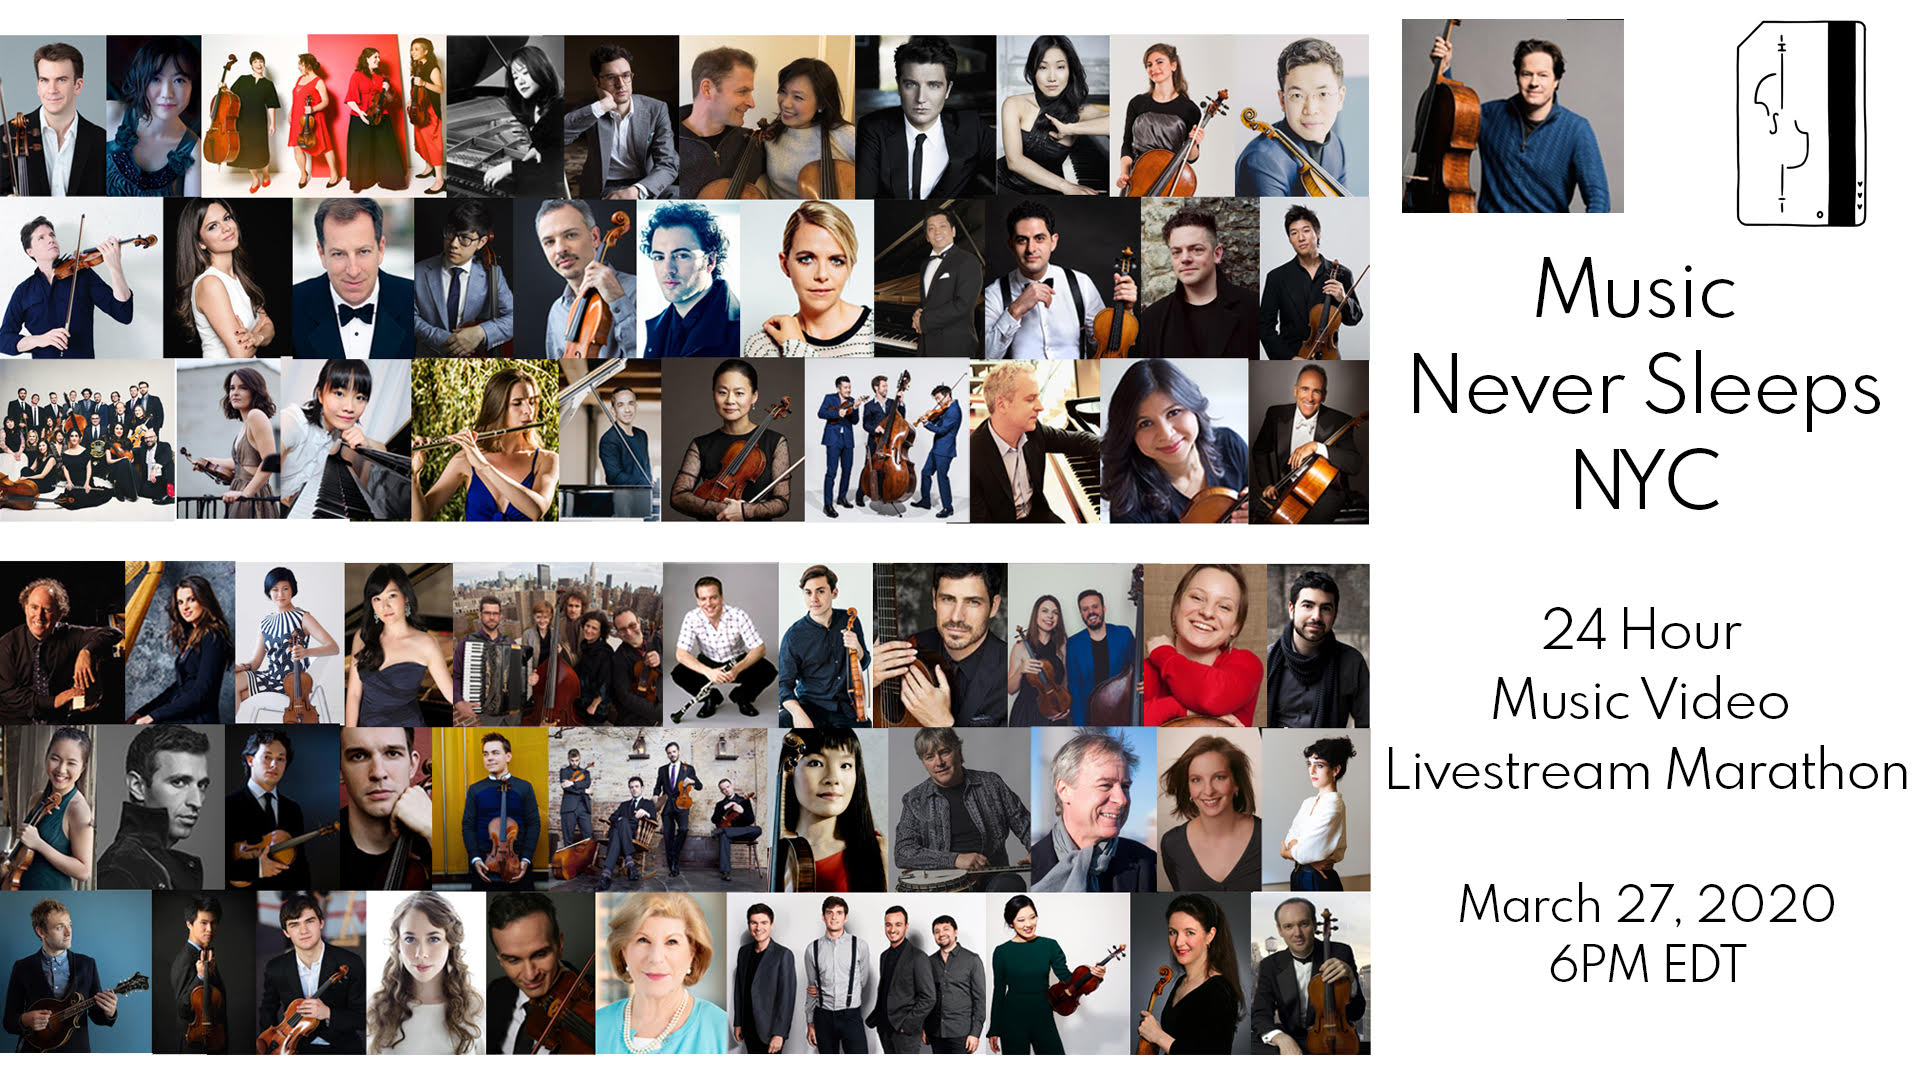 Music
Never Sleeps
NYC
24 Hour
Music Video
Livestream Marathon
March 27, 2020
6PM EDT